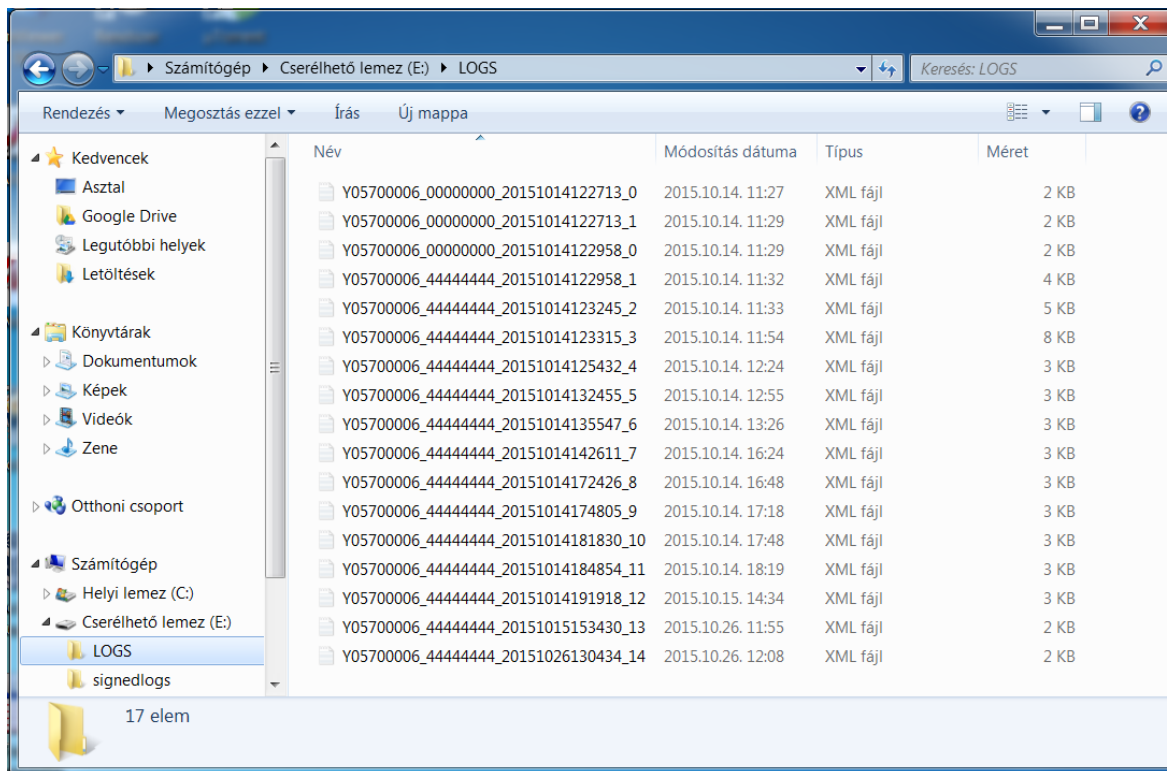 Számítógép Cserélhető lemez (E:) LOGS Keresés: LOGS
Rendezés Megosztás ezzel Írás Új mappa
Kedvencek
Asztal
Google Drive
Legutóbbi helyek
Letöltések
Könyvtárak
Dokumentumok
Képek
Videók
Zene
Otthoni csoport
Számítógép
Helyi lemez (C:)
Cserélhető lemez (E:)
LOGS
signedlogs
Név Módosítás dátuma Típus Méret
Y05700006_00000000_20151014122713_0 2015.10.14. 11:27 XML fájl 2 KB
Y05700006_00000000_20151014122713_1 2015.10.14. 11:29 XML fájl 2 KB
Y05700006_00000000_20151014122958_0 2015.10.14. 11:29 XML fájl 2 KB
Y05700006_44444444_20151014122958_1 2015.10.14. 11:32 XML fájl 4 KB
Y05700006_44444444_20151014123245_2 2015.10.14. 11:33 XML fájl 5 KB
Y05700006_44444444_20151014123315_3 2015.10.14. 11:54 XML fájl 8 KB
Y05700006_44444444_20151014125432_4 2015.10.14. 12:24 XML fájl 3 KB
Y05700006_44444444_20151014132455_5 2015.10.14. 12:55 XML fájl 3 KB
Y05700006_44444444_20151014135547_6 2015.10.14. 13:26 XML fájl 3 KB
Y05700006_44444444_20151014142611_7 2015.10.14. 16:24 XML fájl 3 KB
Y05700006_44444444_20151014172426_8 2015.10.14. 16:48 XML fájl 3 KB
Y05700006_44444444_20151014174805_9 2015.10.14. 17:18 XML fájl 3 KB
Y05700006_44444444_20151014181830_10 2015.10.14. 17:48 XML fájl 3 KB
Y05700006_44444444_20151014184854_11 2015.10.14. 18:19 XML fájl 3 KB
Y05700006_44444444_20151014191918_12 2015.10.15. 14:34 XML fájl 3 KB
Y05700006_44444444_20151015153430_13 2015.10.26. 11:55 XML fájl 2 KB
Y05700006_44444444_20151026130434_14 2015.10.26. 12:08 XML fájl 2 KB
17 elem